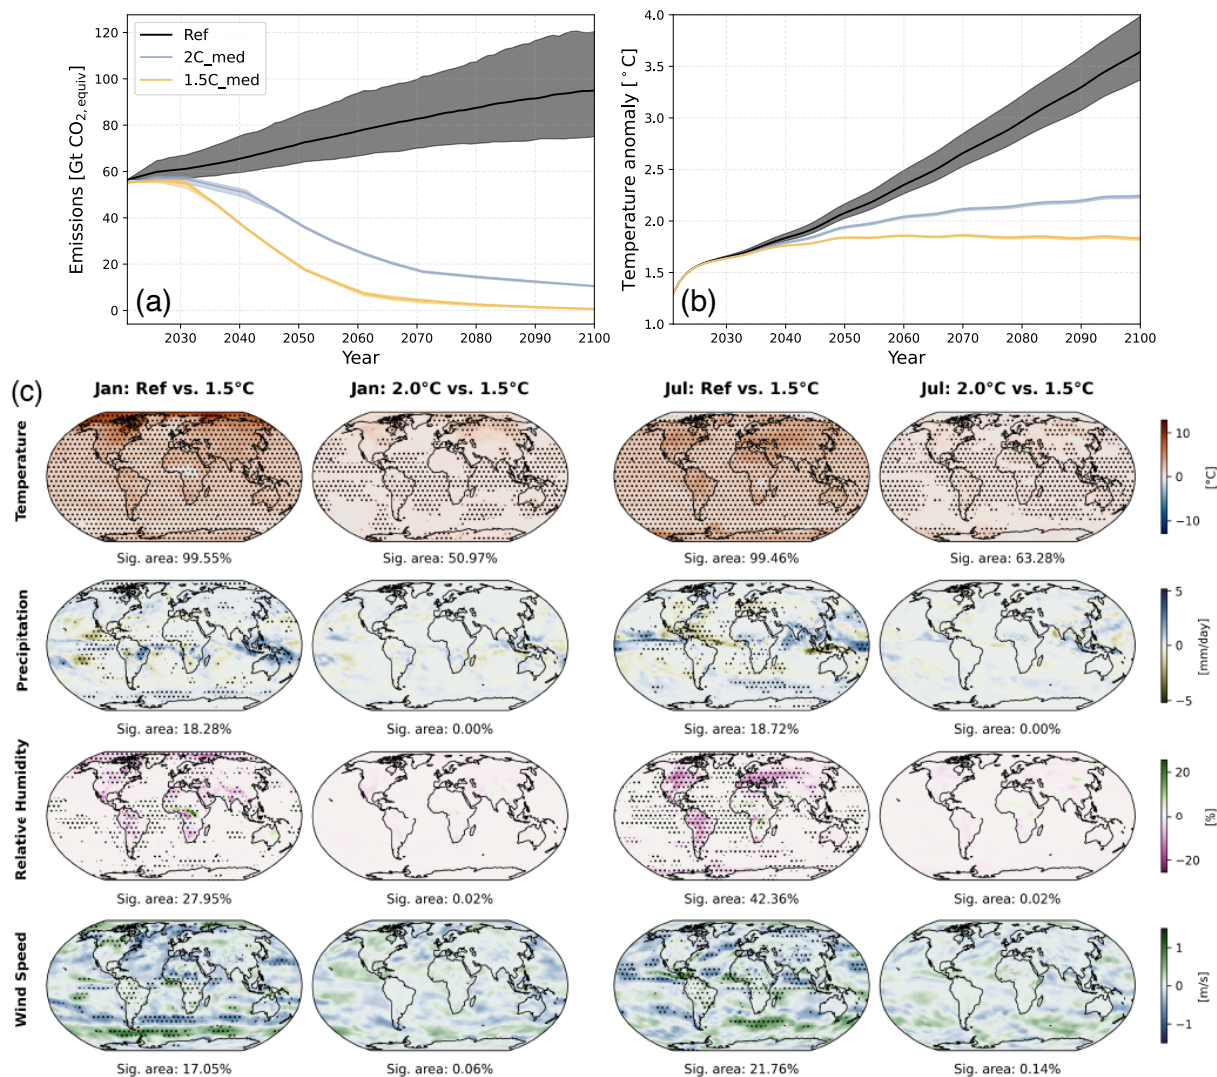 120
100
80
60
40
20
0
Emissions [Gt CO2, equiv]
Ref
2C_med
1.5C_med
(a)
2030 2040 2050 2060 2070 2080 2090 2100
Year
4.0
3.5
3.0
2.5
2.0
1.5
1.0
Temperature anomaly [°C]
(b)
2030 2040 2050 2060 2070 2080 2090 2100
Year
(c)
Jan: Ref vs. 1.5°C Jan: 2.0°C vs. 1.5°C Jul: Ref vs. 1.5°C Jul: 2.0°C vs. 1.5°C
Temperature
10
0
−10
[°C]
Sig. area: 99.55% Sig. area: 50.97% Sig. area: 99.46% Sig. area: 63.28%
Precipitation
5
0
−5
[mm/day]
Sig. area: 18.28% Sig. area: 0.00% Sig. area: 18.72% Sig. area: 0.00%
Relative Humidity
20
0
−20
[%]
Sig. area: 27.95% Sig. area: 0.02% Sig. area: 42.36% Sig. area: 0.02%
Wind Speed
1
0
−1
[m/s]
Sig. area: 17.05% Sig. area: 0.06% Sig. area: 21.76% Sig. area: 0.14%